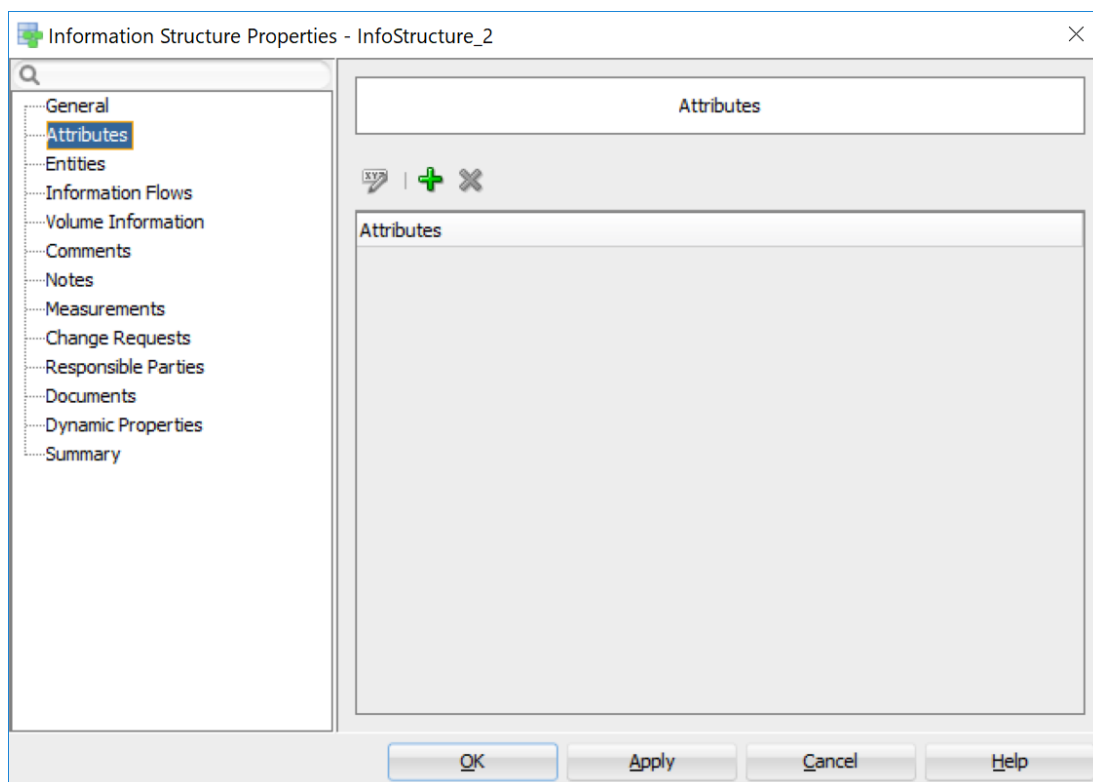 Information Structure Properties - InfoStructure_2
General
Attributes
Entities
Information Flows
Volume Information
Comments
Notes
Measurements
Change Requests
Responsible Parties
Documents
Dynamic Properties
Summary
Attributes
XY
Attributes
OK Apply Cancel Help